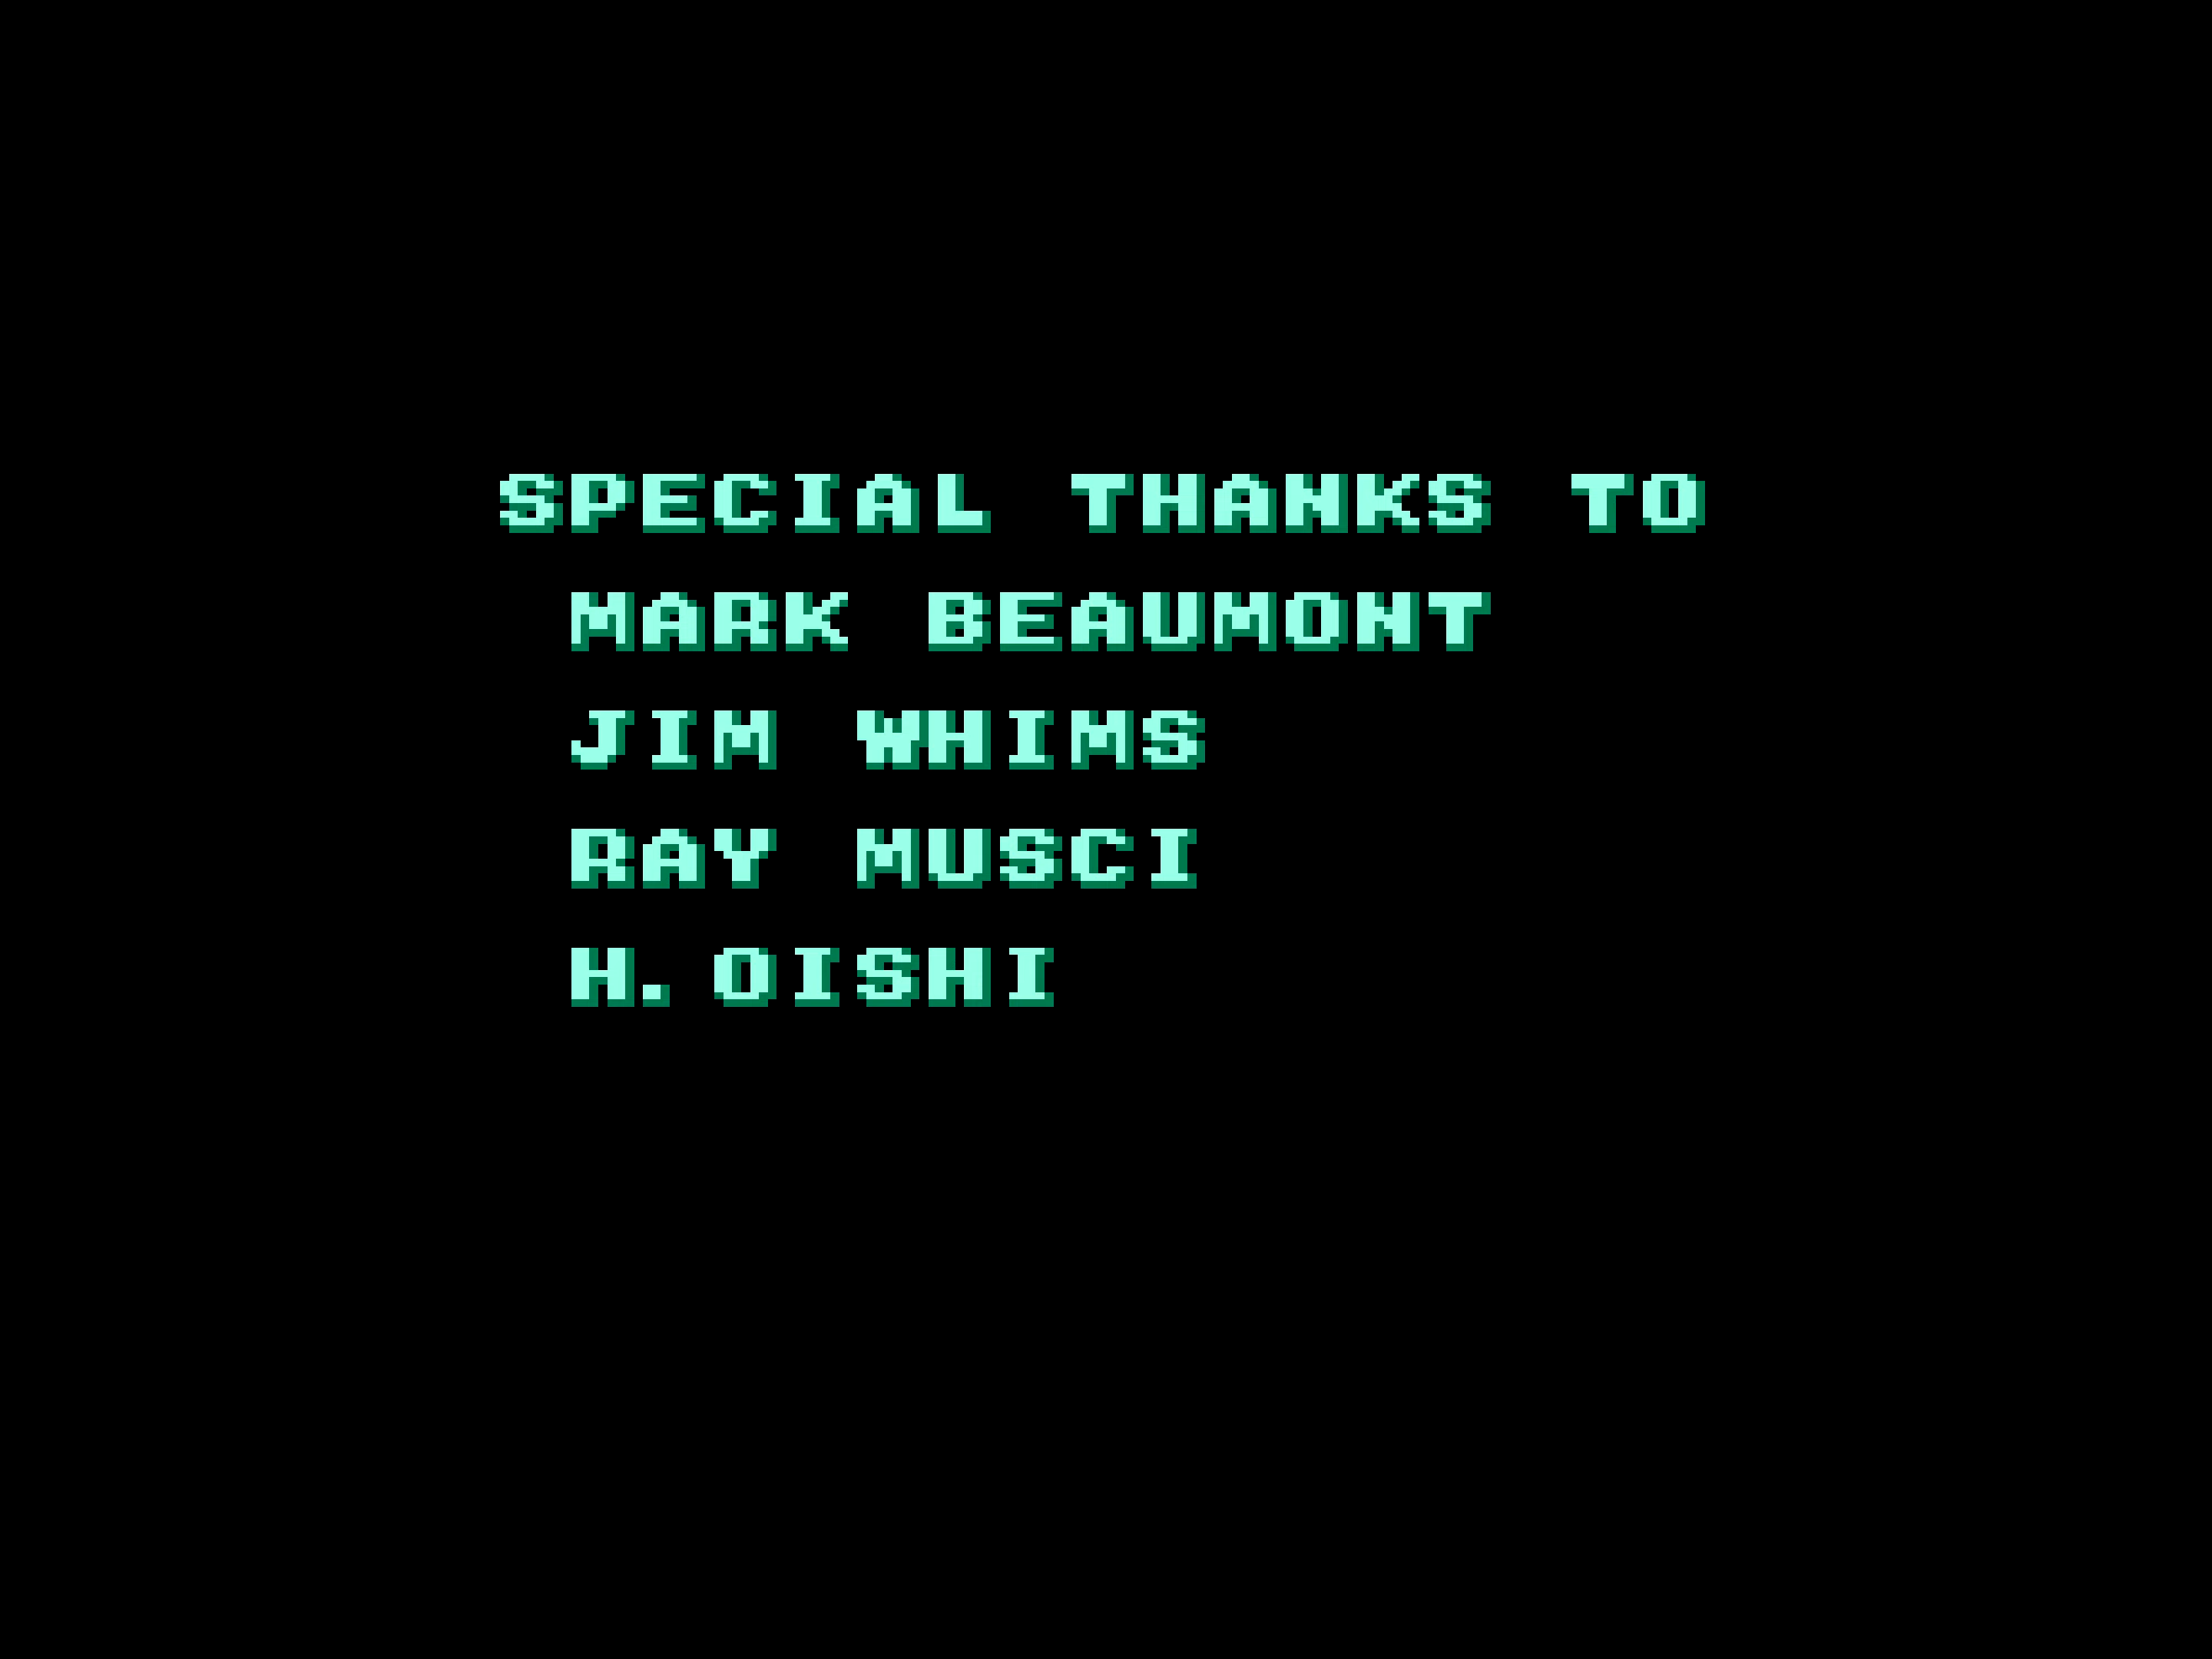 SPECIAL THANKS TO
MARK BEAUMONT
JIM WHIMS
RAY MUSCI
H.OISHI